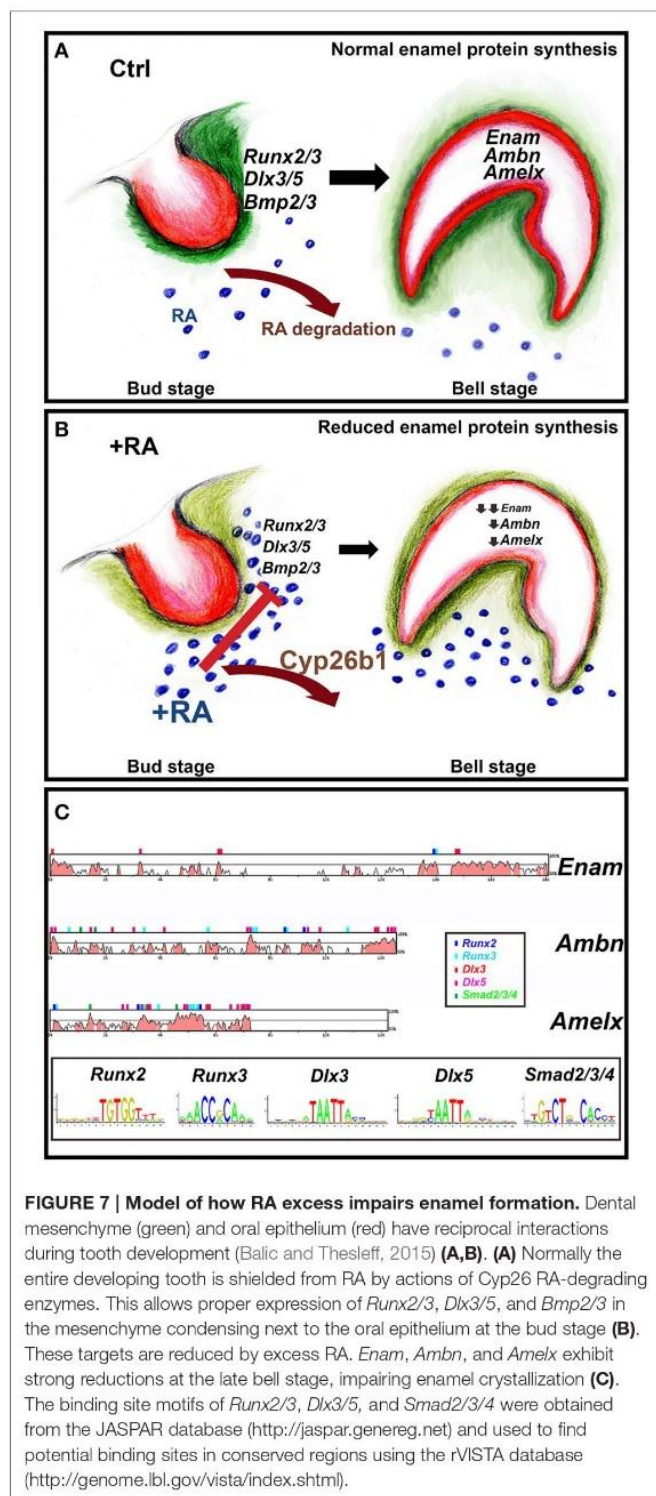 A
Ctrl
Normal enamel protein synthesis
Runx2/3
Dlx3/5
Bmp2/3
Enam
Ambn
Amelx
RA
RA degradation
Bud stage
Bell stage
B
+RA
Reduced enamel protein synthesis
Runx2/3
Dlx3/5
Bmp2/3
Enam
Ambn
Amelx
Cyp26b1
+RA
Bud stage
Bell stage
C
Enam
Ambn
Runx2
Runx3
Dlx3
Dlx5
Smad2/3/4
Amelx
Runx2 Runx3 Dlx3 Dlx5 Smad2/3/4
FIGURE 7 | Model of how RA excess impairs enamel formation. Dental
mesenchyme (green) and oral epithelium (red) have reciprocal interactions
during tooth development (Balic and Thesleff, 2015) (A,B). (A) Normally the
entire developing tooth is shielded from RA by actions of Cyp26 RA-degrading
enzymes. This allows proper expression of Runx2/3, Dlx3/5, and Bmp2/3 in
the mesenchyme condensing next to the oral epithelium at the bud stage (B).
These targets are reduced by excess RA. Enam, Ambn, and Amelx exhibit
strong reductions at the late bell stage, impairing enamel crystallization (C).
The binding site motifs of Runx2/3, Dlx3/5, and Smad2/3/4 were obtained
from the JASPAR database (http://jaspar.genereg.net) and used to find
potential binding sites in conserved regions using the rVISTA database
(http://genome.lbl.gov/vista/index.shtml).